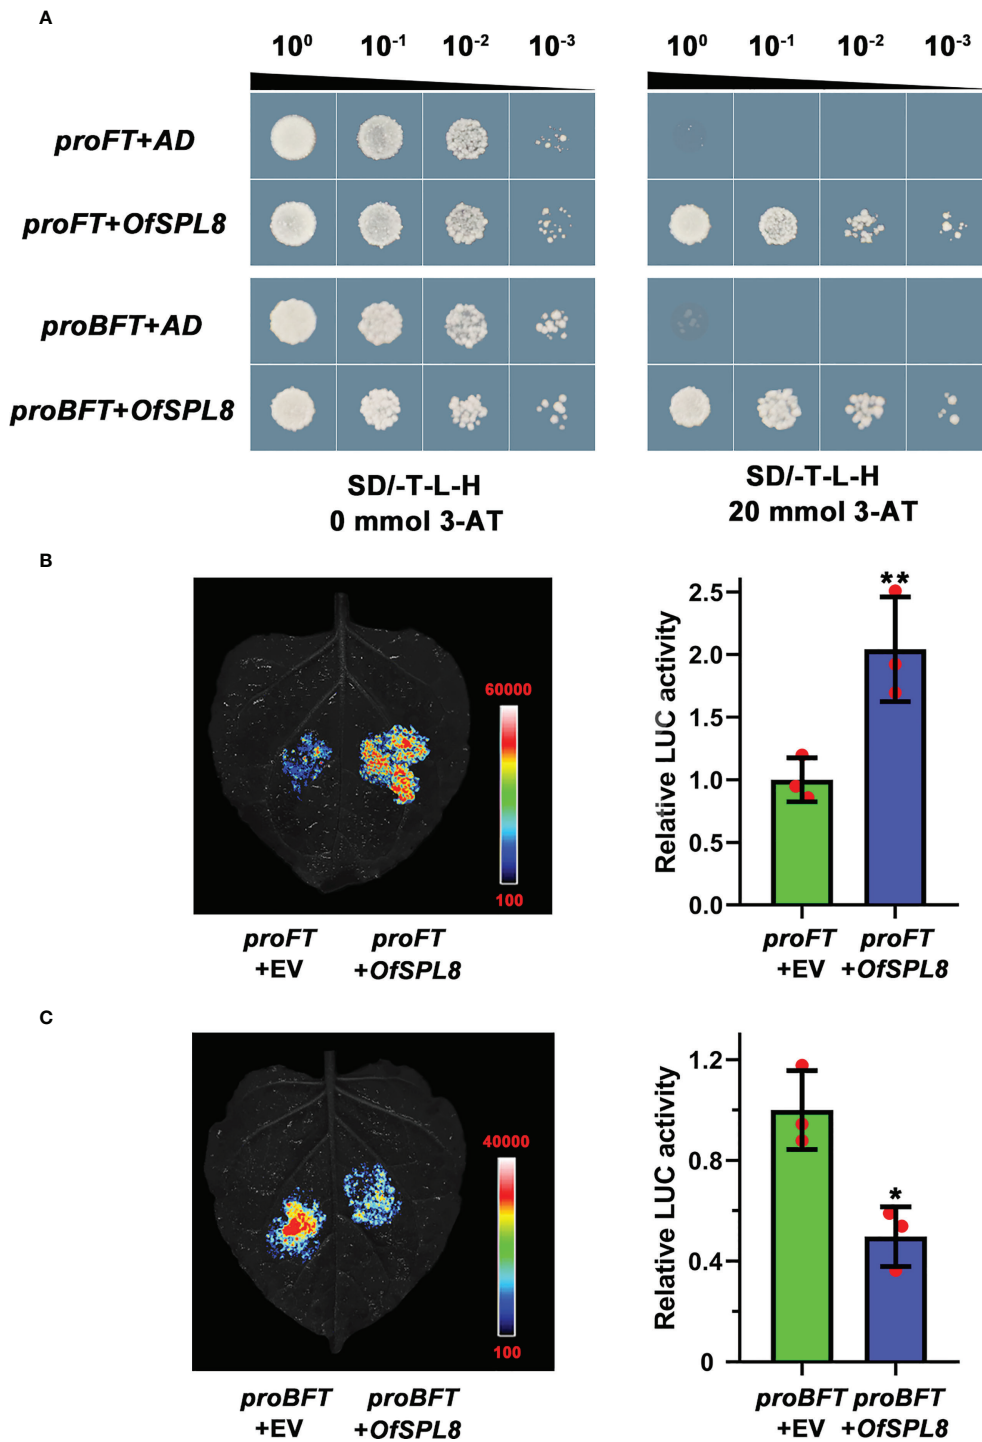 A
10⁰ 10⁻¹ 10⁻² 10⁻³ 10⁰ 10⁻¹ 10⁻² 10⁻³
proFT+AD
proFT+OfSPL8
proBFT+AD
proBFT+OfSPL8
SD/-T-L-H
0 mmol 3-AT
SD/-T-L-H
20 mmol 3-AT
B
60000
100
proFT
+EV
proFT
+OfSPL8
Relative LUC activity
2.5
2.0
1.5
1.0
0.5
0.0
**
proFT
+EV
proFT
+OfSPL8
C
40000
100
proBFT
+EV
proBFT
+OfSPL8
Relative LUC activity
1.2
0.8
0.4
0
*
proBFT
+EV
proBFT
+OfSPL8